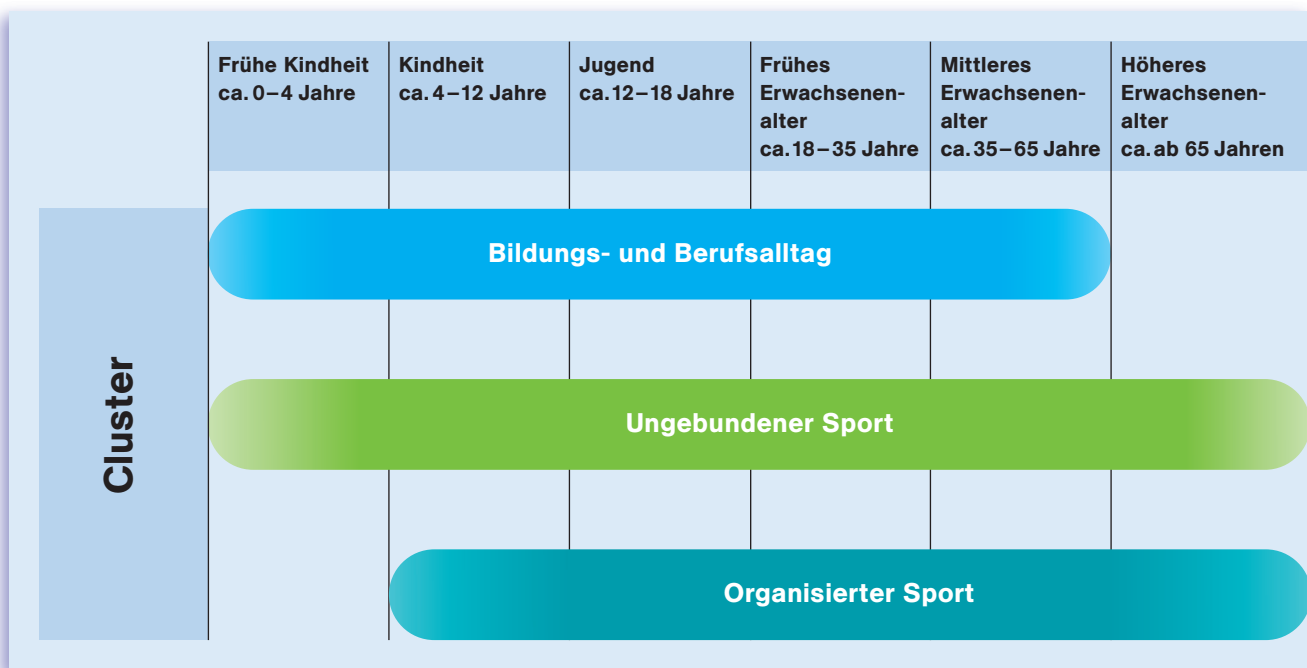 Frühe Kindheit
ca. 0–4 Jahre
Kindheit
ca. 4–12 Jahre
Jugend
ca. 12–18 Jahre
Frühes
Erwachsenen-
alter
ca. 18–35 Jahre
Mittleres
Erwachsenen-
alter
ca. 35–65 Jahre
Höheres
Erwachsenen-
alter
ca. ab 65 Jahren
Cluster
Bildungs- und Berufsalltag
Ungebundener Sport
Organisierter Sport